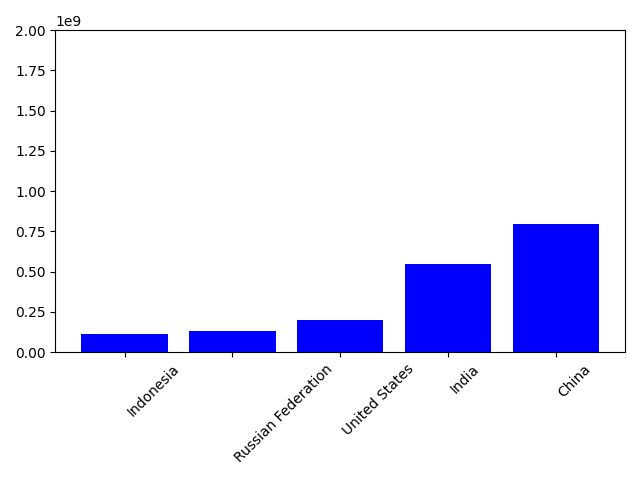 1e9
2.00
1.75
1.50
1.25
1.00
0.75
0.50
0.25
0.00
Indonesia
Russian Federation
United States
India
China